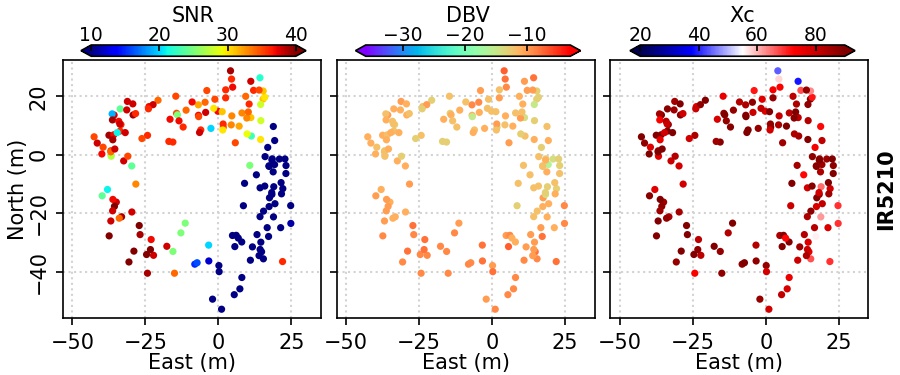 SNR DBV Xc
10 20 30 40 −30 −20 −10 20 40 60 80
20
0
−20
−40
North (m)
−50 −25 0 25 −50 −25 0 25 −50 −25 0 25
East (m) East (m) East (m)
IR5210